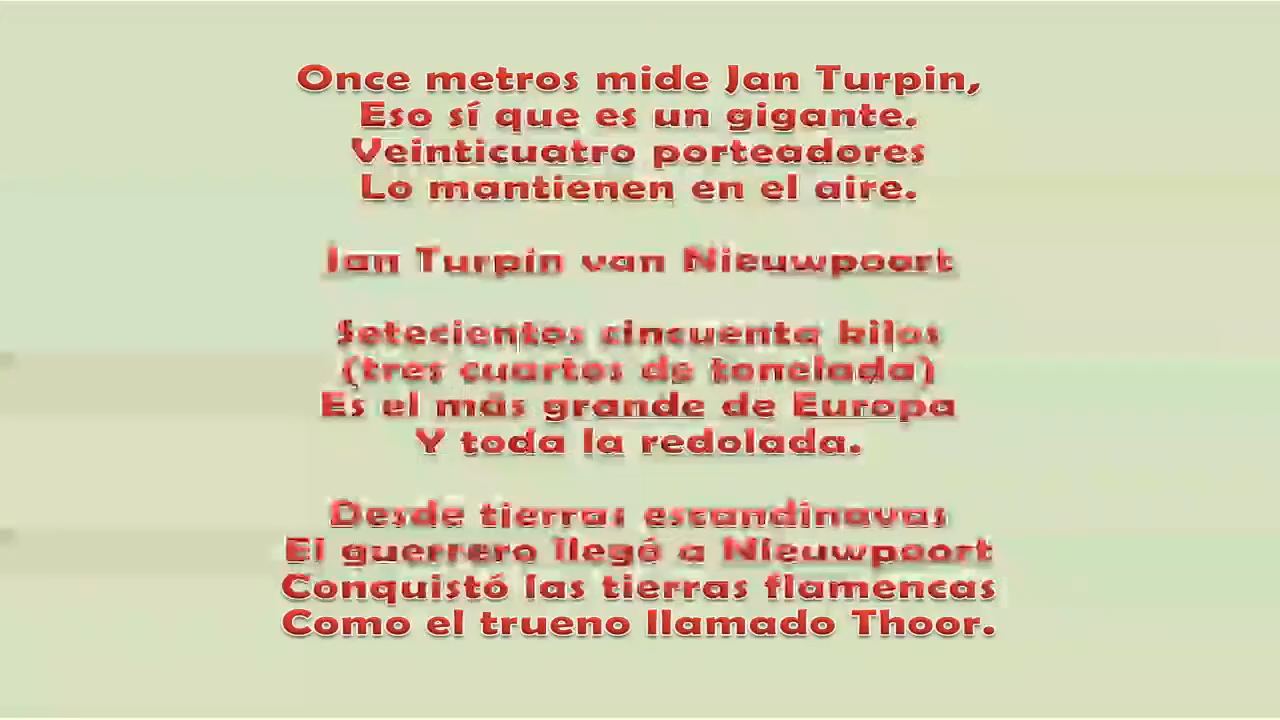 Once metros mide Jan Turpin,
Eso sí que es un gigante.
Veinticuatro porteadores
Lo mantienen en el aire.
Jan Turpin van Nieuwpoort
Setecientos cincuenta kilos
(tres cuartos de tonelada)
Es el más grande de Europa
Y toda la redolada.
Desde tierras escandinavas
El guerrero llegó a Nieuwpoort
Conquistó las tierras flamencas
Como el trueno llamado Thoor.